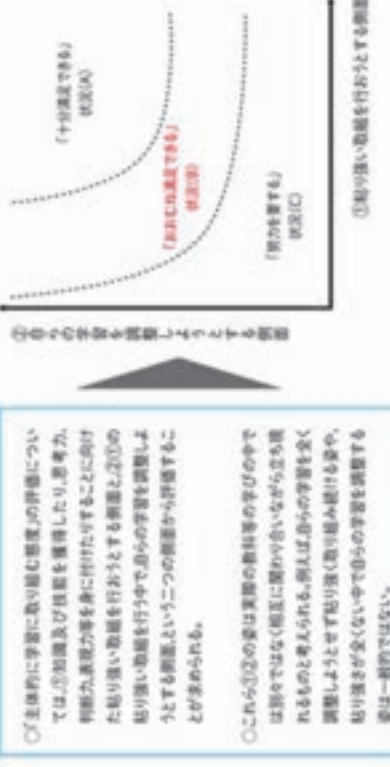 ○「主体的に学習に取り組む態度」の評価につい
ては、①知識及び技能を獲得したり、思考力、
判断力、表現力等を身に付けたりすることに向け
た粘り強い取組を行おうとする側面と、②①の
粘り強い取組を行う中で、自らの学習を調整しよ
うとする側面、という二つの側面から評価するこ
とが求められる。
○これら①②の姿は実際の教科等の学びの中で
は別々ではなく相互に関わり合いながら立ち現
れるものと考えられる。例えば、自らの学習を全く
調整しようとせず粘り強く取り組み続ける姿や、
粘り強さが全くない中で自らの学習を調整する
姿は一般的ではない。
②自らの学習を調整しようとする側面
「十分満足できる」
状況(A)
「おおむね満足できる」
状況(B)
「努力を要する」
状況(C)
①粘り強い取組を行おうとする側面